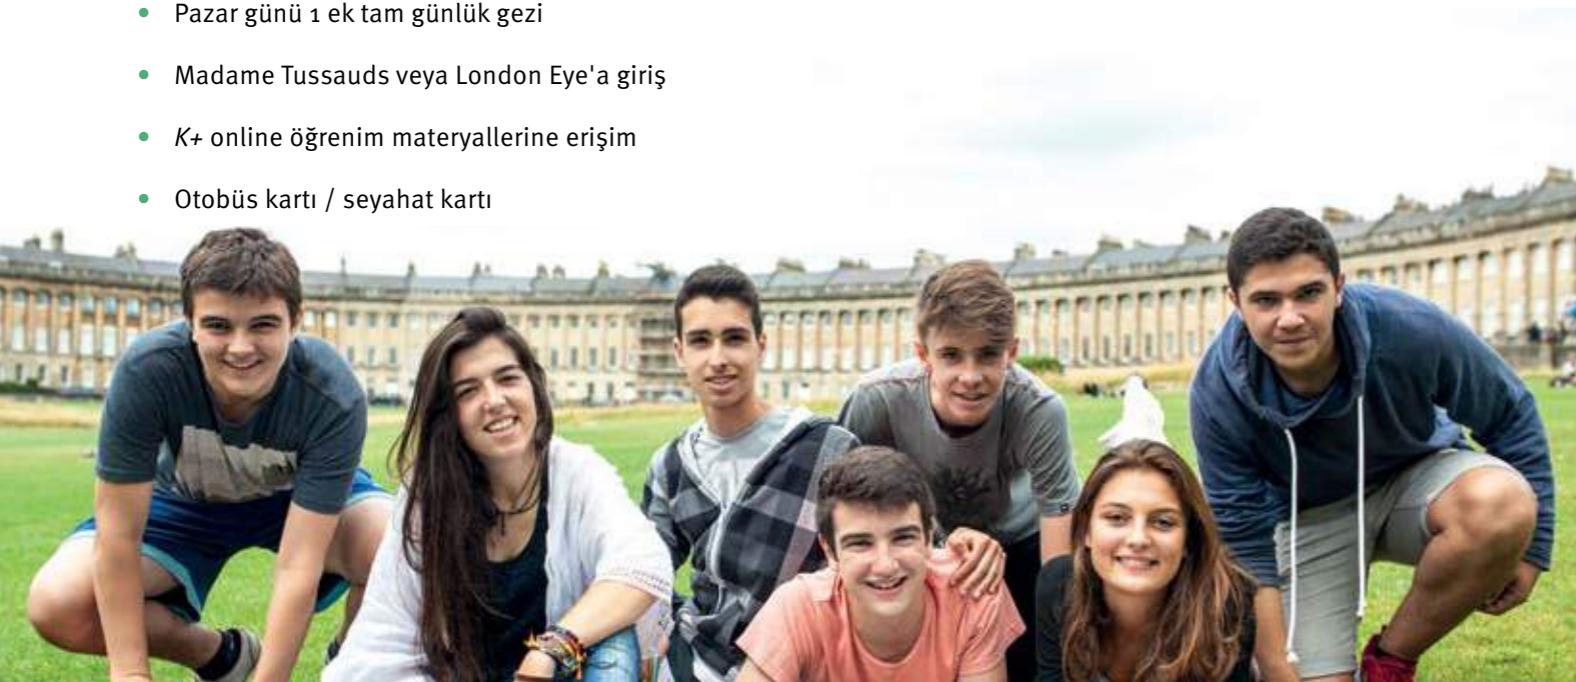 Pazar günü 1 ek tam günlük gezi
Madame Tussauds veya London Eye'a giriş
K+ online öğrenim materyallerine erişim
Otobüs kartı / seyahat kartı